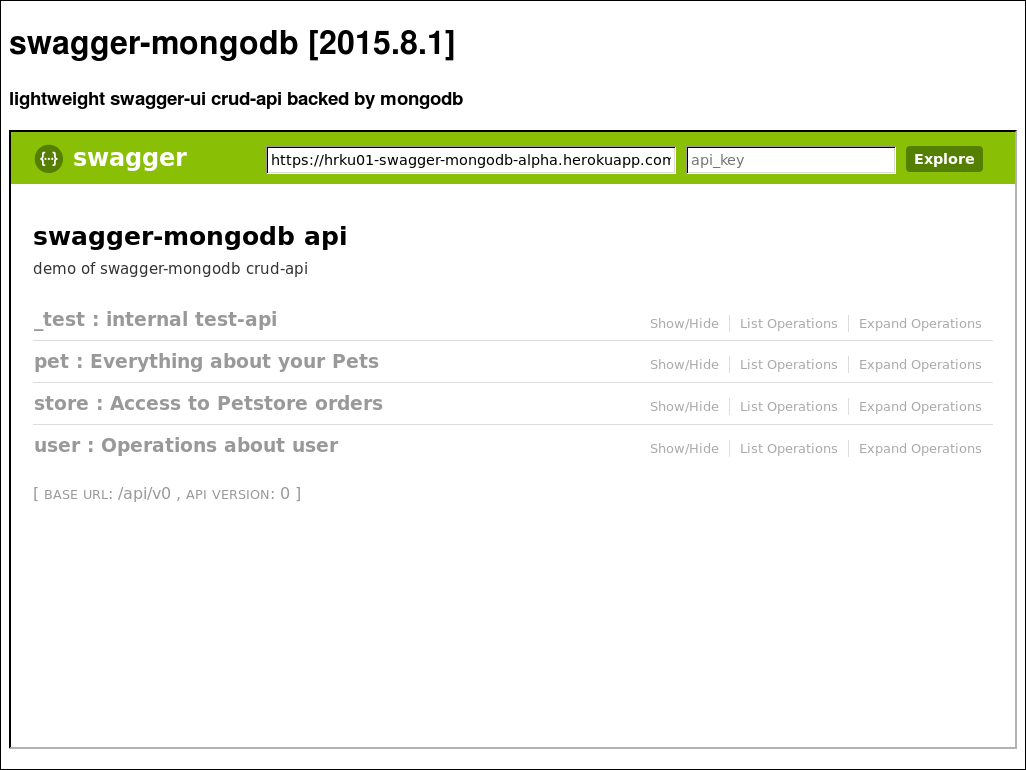 swagger-mongodb [2015.8.1]
lightweight swagger-ui crud-api backed by mongodb
{···} swagger https://hrku01-swagger-mongodb-alpha.herokuapp.com api_key Explore
swagger-mongodb api
demo of swagger-mongodb crud-api
_test : internal test-api Show/Hide List Operations Expand Operations
pet : Everything about your Pets Show/Hide List Operations Expand Operations
store : Access to Petstore orders Show/Hide List Operations Expand Operations
user : Operations about user Show/Hide List Operations Expand Operations
[ BASE URL: /api/v0 , API VERSION: 0 ]